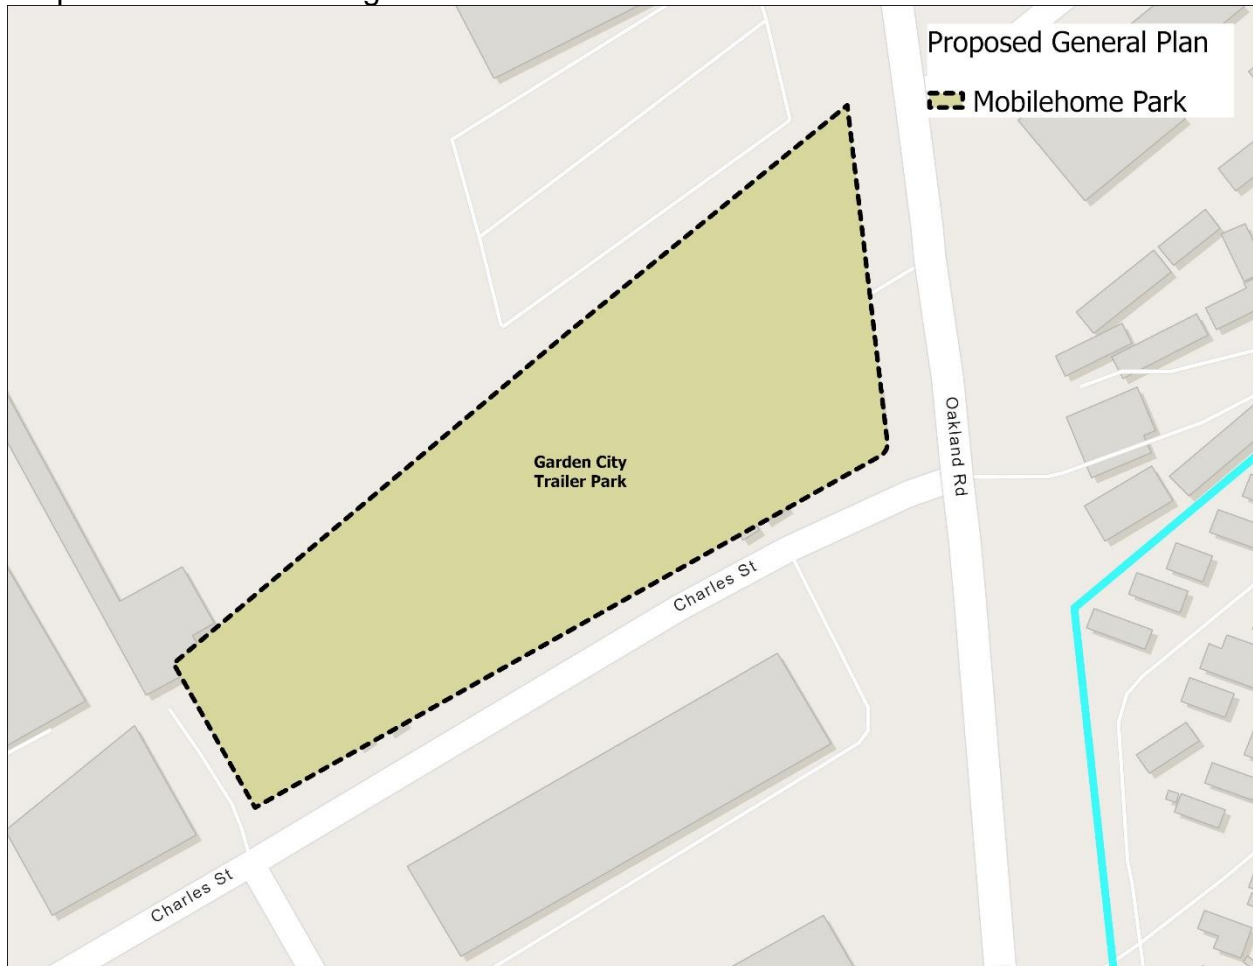 Proposed General Plan
Mobilehome Park
Oakland Rd
Garden City
Trailer Park
Charles St
Charles St